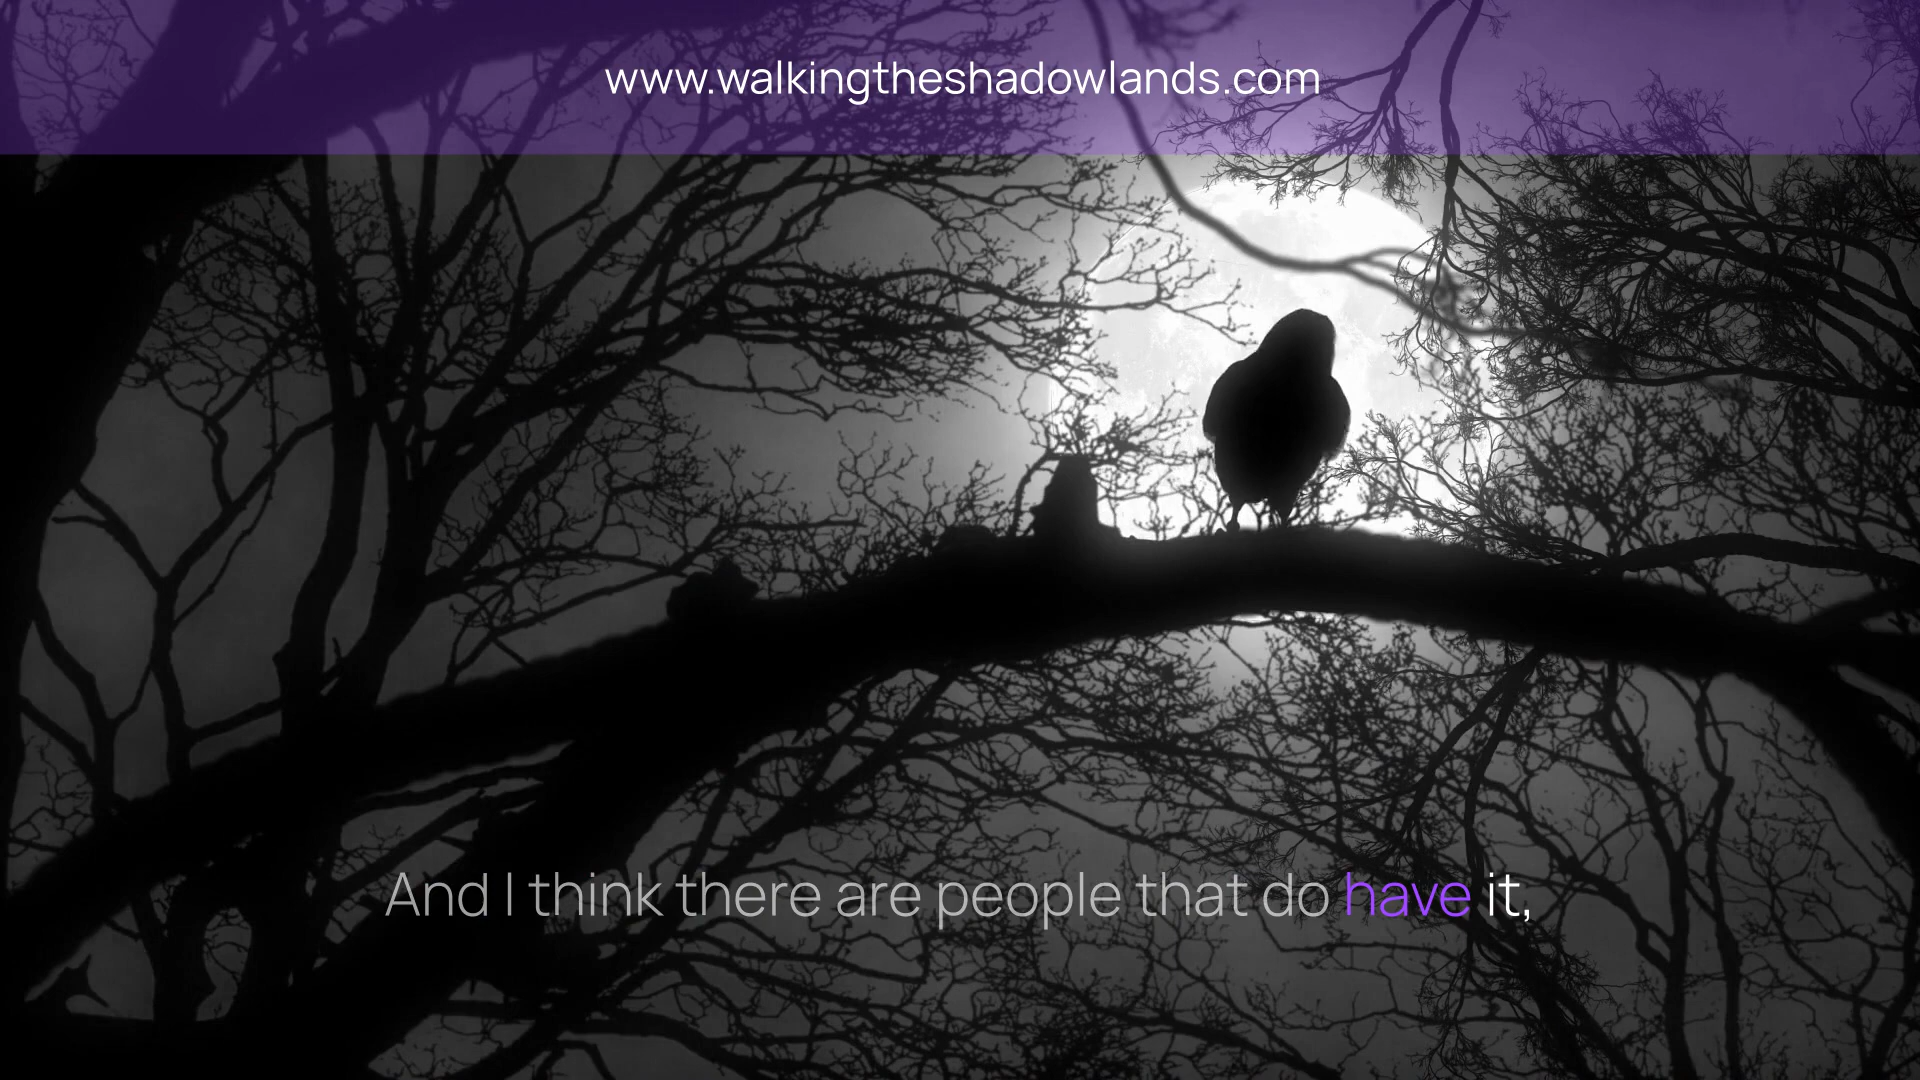 www.walkingtheshadowlands.com
And I think there are people that do have it,